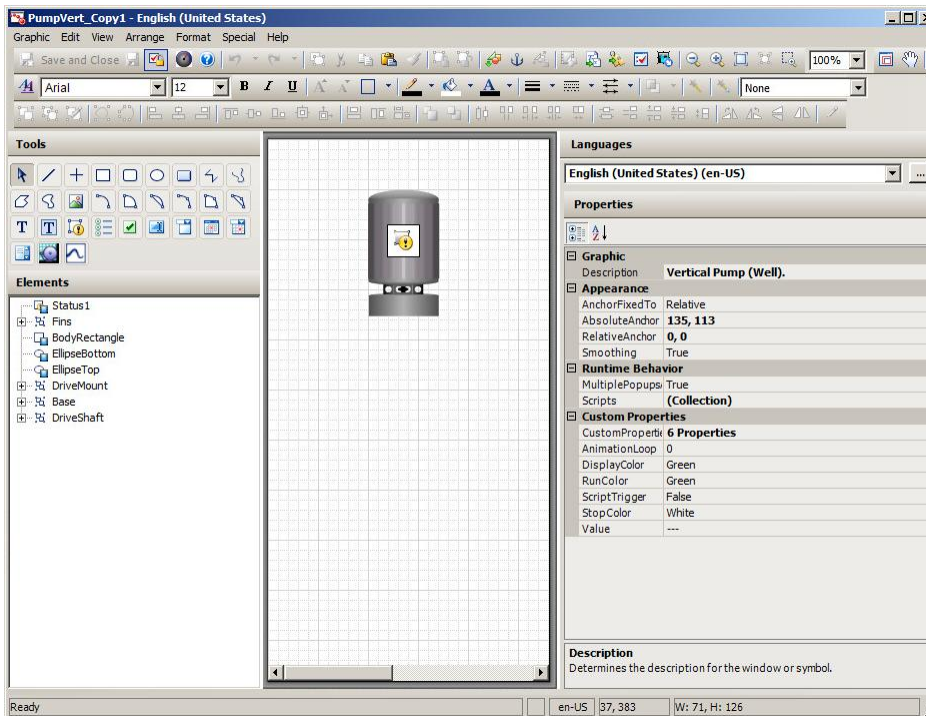 PumpVert_Copy1 - English (United States)
Graphic Edit View Arrange Format Special Help
Save and Close 100%
Arial 12 B I U A None
Tools
T T
Elements
Status1
Fins
BodyRectangle
EllipseBottom
EllipseTop
DriveMount
Base
DriveShaft
Languages
English (United States) (en-US) ...
Properties
Graphic
Description Vertical Pump (Well).
Appearance
AnchorFixedTo Relative
AbsoluteAnchor 135, 113
RelativeAnchor 0, 0
Smoothing True
Runtime Behavior
MultiplePopups True
Scripts (Collection)
Custom Properties
CustomProperti 6 Properties
AnimationLoop 0
DisplayColor Green
RunColor Green
ScriptTrigger False
StopColor White
Value ---
Description
Determines the description for the window or symbol.
Ready en-US 37, 383 W: 71, H: 126